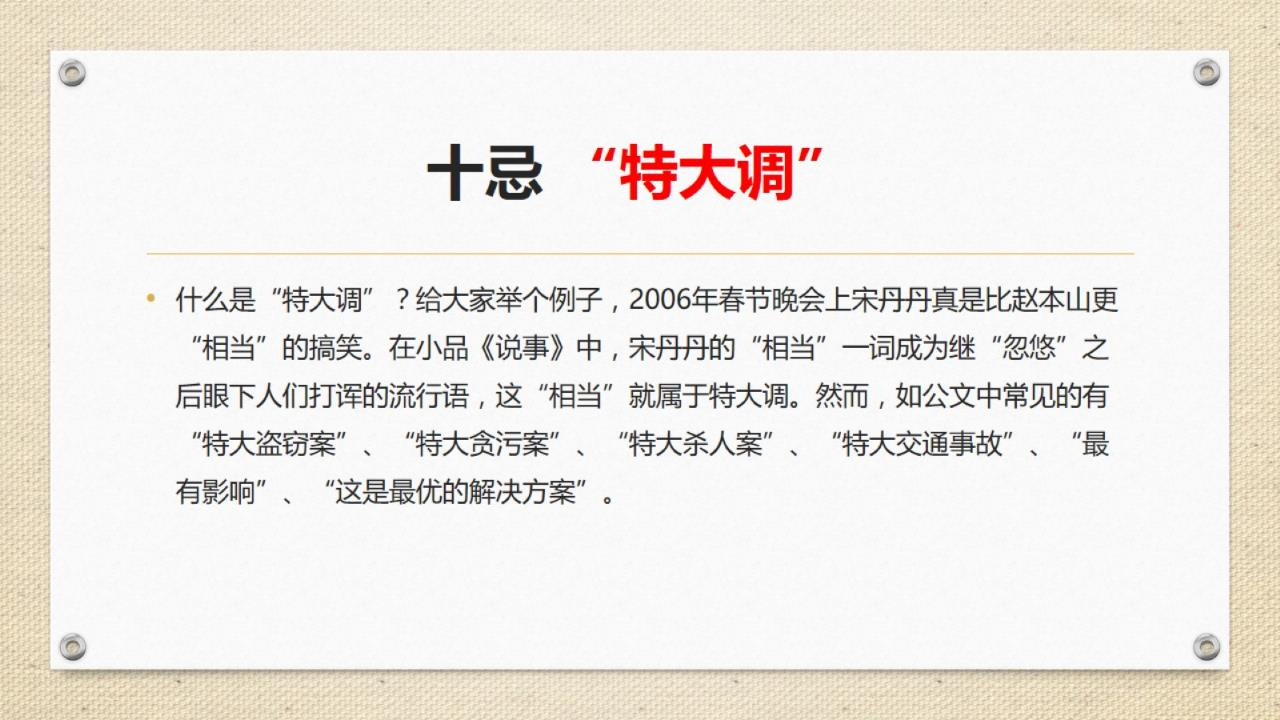 十忌 “特大调”
• 什么是“特大调”？给大家举个例子，2006年春节晚会上宋丹丹真是比赵本山更
“相当”的搞笑。在小品《说事》中，宋丹丹的“相当”一词成为继“忽悠”之
后眼下人们打诨的流行语，这“相当”就属于特大调。然而，如公文中常见的有
“特大盗窃案”、“特大贪污案”、“特大杀人案”、“特大交通事故”、“最
有影响”、“这是最优的解决方案”。